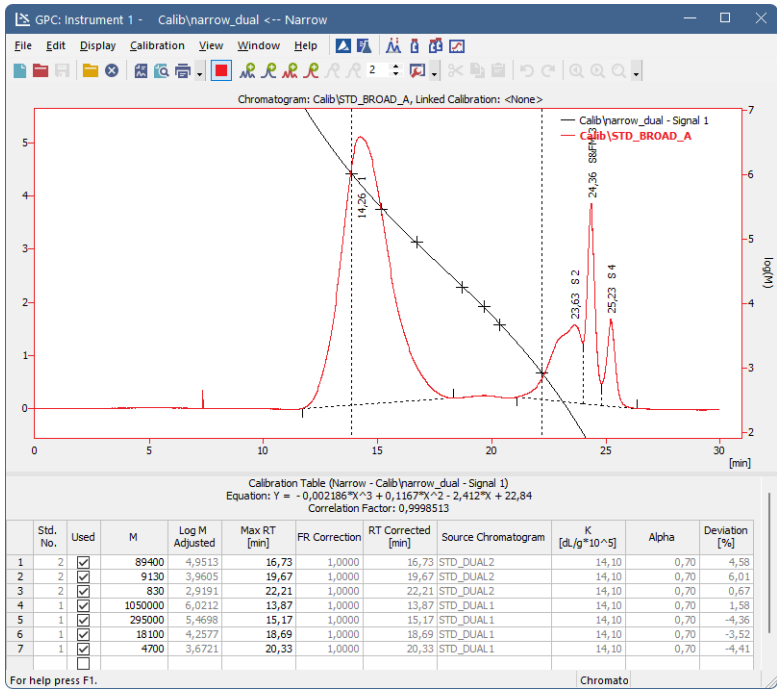 GPC: Instrument 1 -    Calib\narrow_dual <-- Narrow
File Edit Display Calibration View Window Help
2
Chromatogram: Calib\STD_BROAD_A, Linked Calibration: <None>
Calib\narrow_dual - Signal 1
Calib\STD_BROAD_A
5
4
3
2
1
0
7
6
5
4
3
2
log(M)
14,26 1
23,63 S 2
24,36 S&FM 3
25,23 S 4
0 5 10 15 20 25 30
[min]
Calibration Table (Narrow - Calib\narrow_dual - Signal 1)
Equation: Y = - 0,002186*X^3 + 0,1167*X^2 - 2,412*X + 22,84
Correlation Factor: 0,9998513
Std. No. Used M Log M Adjusted Max RT [min] FR Correction RT Corrected [min] Source Chromatogram K [dL/g*10^5] Alpha Deviation [%]
1 2 89400 4,9513 16,73 1,0000 16,73 STD_DUAL2 14,10 0,70 4,58
2 2 9130 3,9605 19,67 1,0000 19,67 STD_DUAL2 14,10 0,70 6,01
3 2 830 2,9191 22,21 1,0000 22,21 STD_DUAL2 14,10 0,70 0,67
4 1 1050000 6,0212 13,87 1,0000 13,87 STD_DUAL1 14,10 0,70 1,58
5 1 295000 5,4698 15,17 1,0000 15,17 STD_DUAL1 14,10 0,70 -4,36
6 1 18100 4,2577 18,69 1,0000 18,69 STD_DUAL1 14,10 0,70 -3,52
7 1 4700 3,6721 20,33 1,0000 20,33 STD_DUAL1 14,10 0,70 -4,41
For help press F1.
Chromato